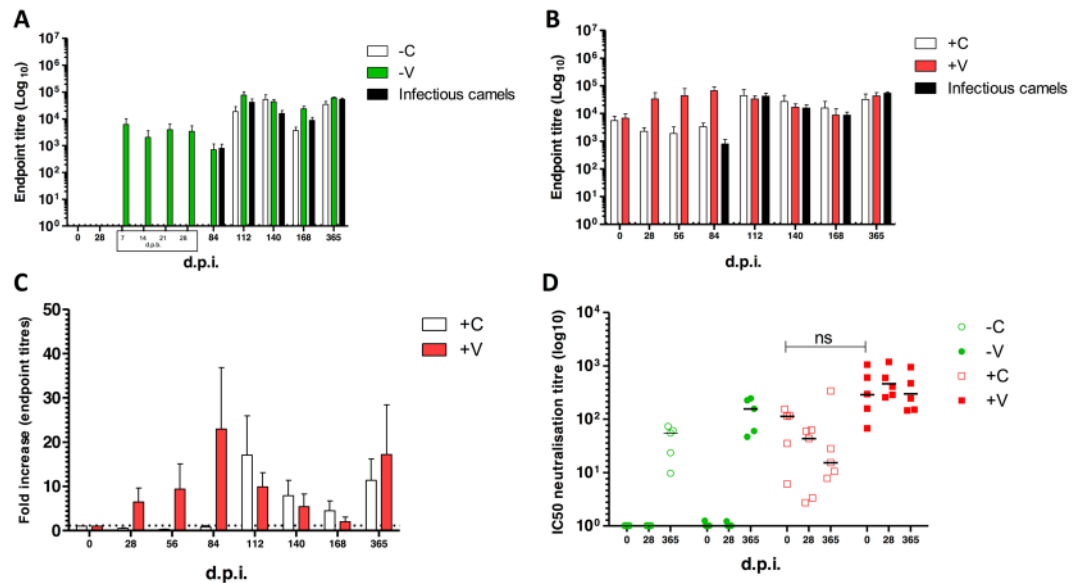 A
Endpoint titre (Log10)
10^7
10^6
10^5
10^4
10^3
10^2
10^1
10^0
0 28 7 14 21 28 84 112 140 168 365
d.p.b.
d.p.i.
-C
-V
Infectious camels
B
Endpoint titre (Log10)
10^7
10^6
10^5
10^4
10^3
10^2
10^1
10^0
0 28 56 84 112 140 168 365
d.p.i.
+C
+V
Infectious camels
C
Fold increase (endpoint titres)
50
40
30
20
10
0
0 28 56 84 112 140 168 365
d.p.i.
+C
+V
D
IC50 neutralisation titre (log10)
10^4
10^3
10^2
10^1
10^0
ns
0 28 365 0 28 365 0 28 365 0 28 365
d.p.i.
-C
-V
+C
+V